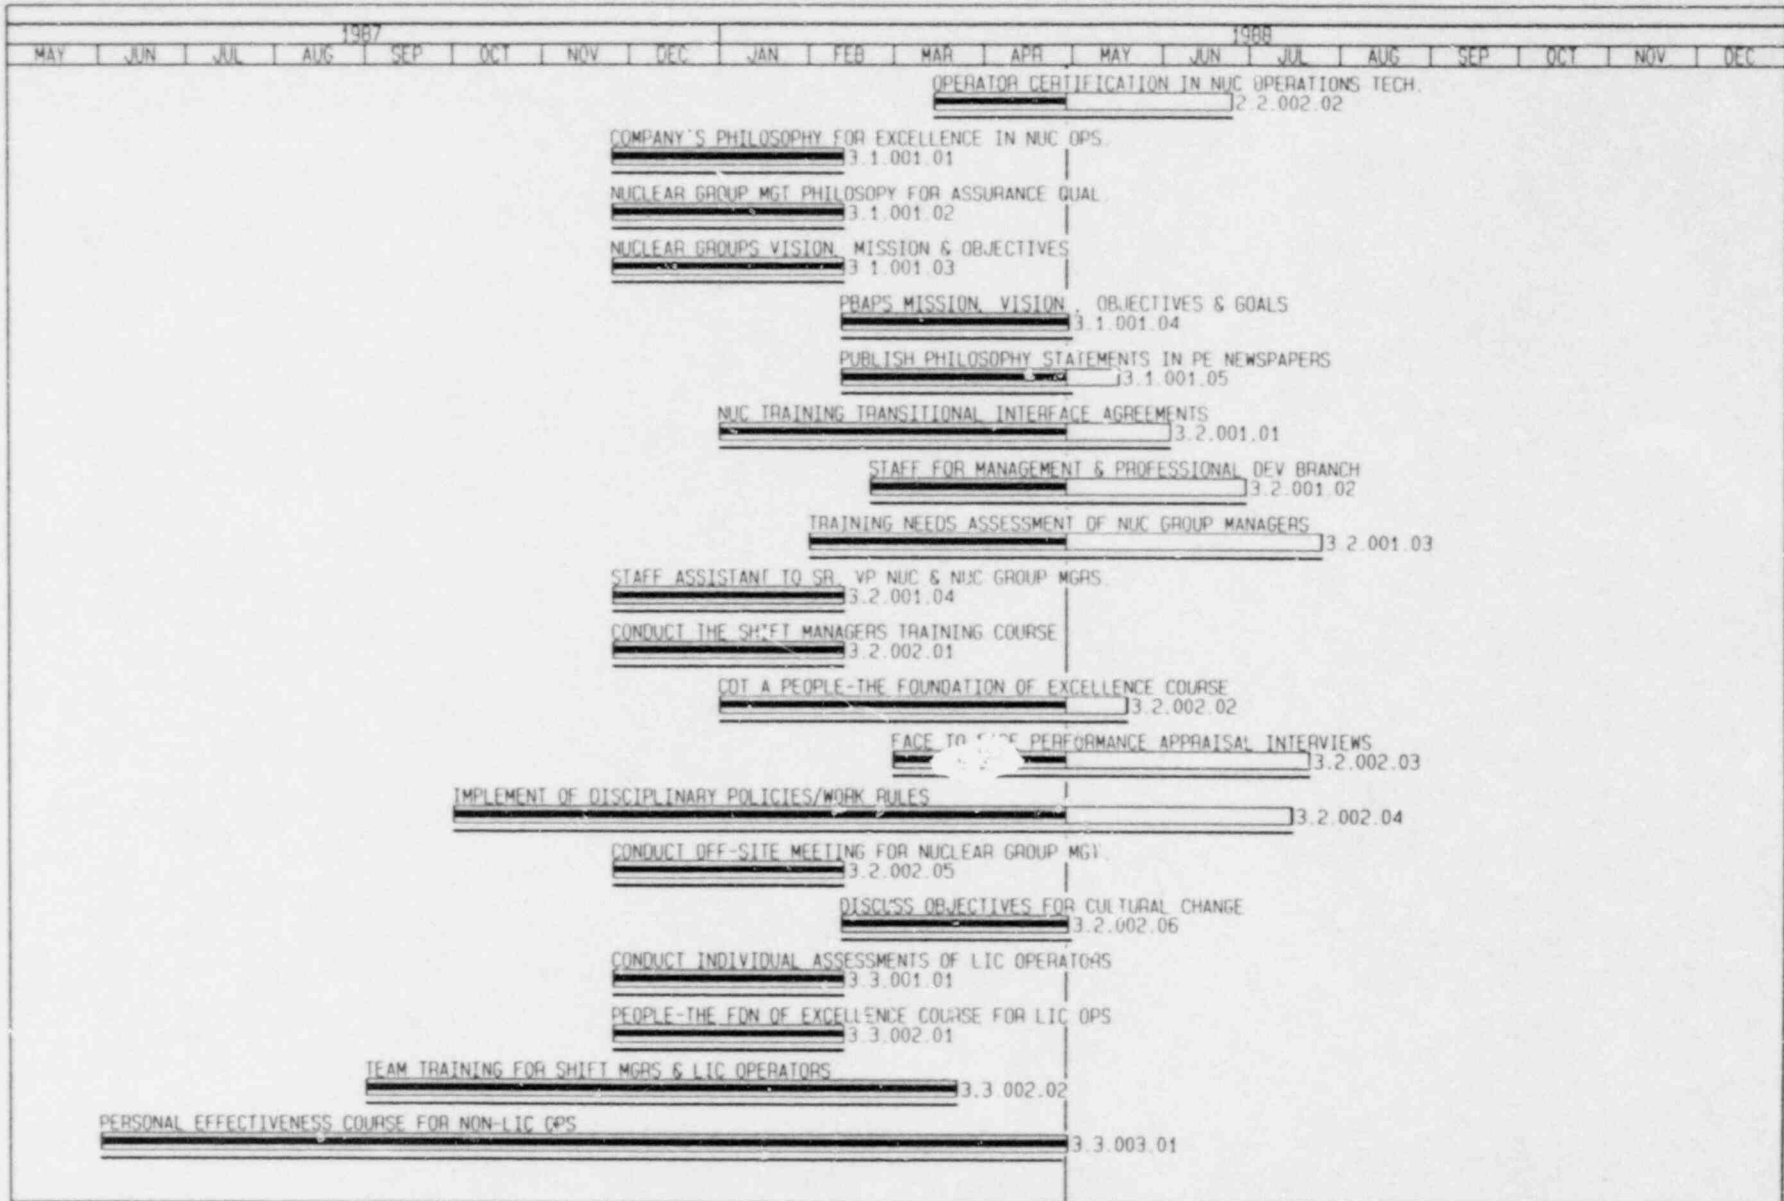 1987 1988
MAY JUN JUL AUG SEP OCT NOV DEC JAN FEB MAR APR MAY JUN JUL AUG SEP OCT NOV DEC
OPERATOR CERTIFICATION IN NUC OPERATIONS TECH.
2.2.002.02
COMPANY'S PHILOSOPHY FOR EXCELLENCE IN NUC OPS.
3.1.001.01
NUCLEAR GROUP MGT PHILOSOPY FOR ASSURANCE QUAL.
3.1.001.02
NUCLEAR GROUPS VISION, MISSION & OBJECTIVES
3 1.001.03
PBAPS MISSION, VISION , OBJECTIVES & GOALS
3.1.001.04
PUBLISH PHILOSOPHY STATEMENTS IN PE NEWSPAPERS
3.1.001.05
NUC TRAINING TRANSITIONAL INTERFACE AGREEMENTS
3.2.001.01
STAFF FOR MANAGEMENT & PROFESSIONAL DEV BRANCH
3.2.001.02
TRAINING NEEDS ASSESSMENT OF NUC GROUP MANAGERS
3.2.001.03
STAFF ASSISTANT TO SR. VP NUC & NUC GROUP MGRS.
3.2.001.04
CONDUCT THE SHIFT MANAGERS TRAINING COURSE
3.2.002.01
CDT A PEOPLE-THE FOUNDATION OF EXCELLENCE COURSE
3.2.002.02
FACE TO PERFORMANCE APPRAISAL INTERVIEWS
3.2.002.03
IMPLEMENT OF DISCIPLINARY POLICIES/WORK RULES
3.2.002.04
CONDUCT OFF-SITE MEETING FOR NUCLEAR GROUP MGT.
3.2.002.05
DISCUSS OBJECTIVES FOR CULTURAL CHANGE
3.2.002.06
CONDUCT INDIVIDUAL ASSESSMENTS OF LIC OPERATORS
3.3.001.01
PEOPLE-THE FDN OF EXCELLENCE COURSE FOR LIC OPS
3.3.002.01
TEAM TRAINING FOR SHIFT MGRS & LIC OPERATORS
3.3.002.02
PERSONAL EFFECTIVENESS COURSE FOR NON-LIC OPS
3.3.003.01